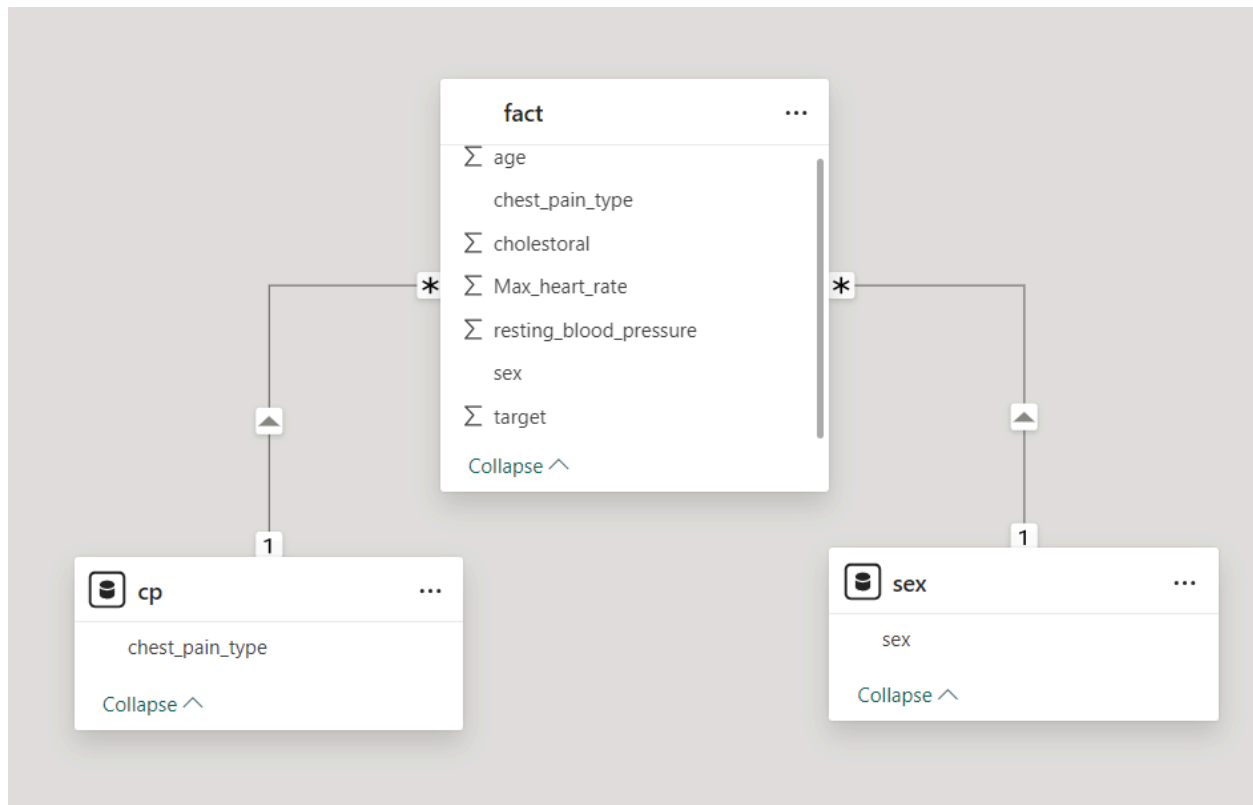 fact
age
chest_pain_type
cholestoral
Max_heart_rate
resting_blood_pressure
sex
target
Collapse
*
*
1
1
cp
chest_pain_type
Collapse
sex
sex
Collapse